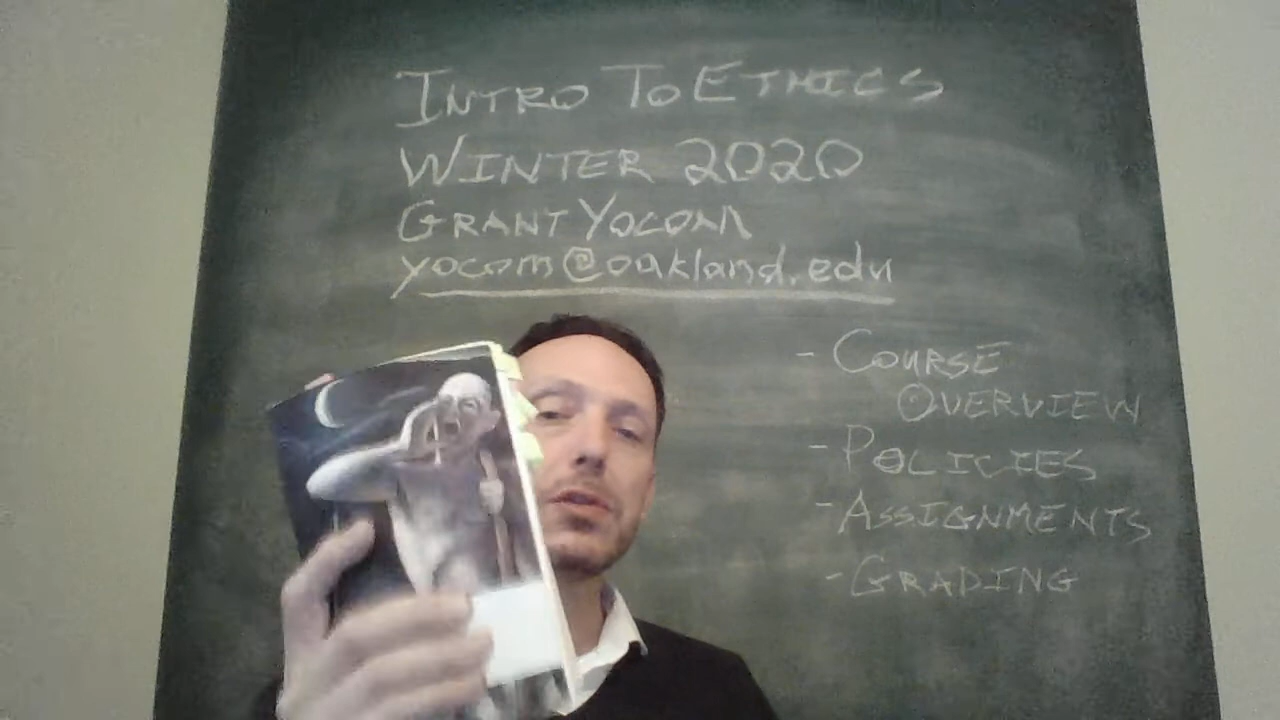 INTRO TO ETHICS
WINTER 2020
GRANT YOCOM
yocom@oakland.edu
- COURSE
OVERVIEW
- POLICIES
- ASSIGNMENTS
- GRADING